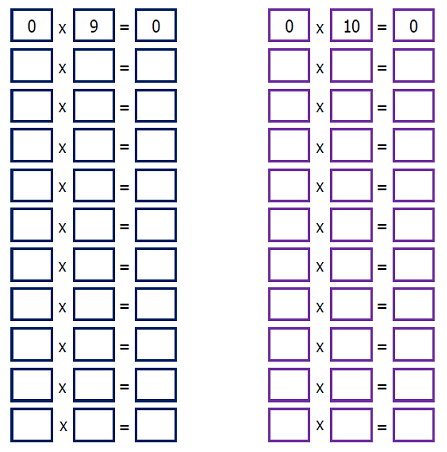 0 x 9 = 0
x =
x =
x =
x =
x =
x =
x =
x =
x =
x =
0 x 10 = 0
x =
x =
x =
x =
x =
x =
x =
x =
x =
x =